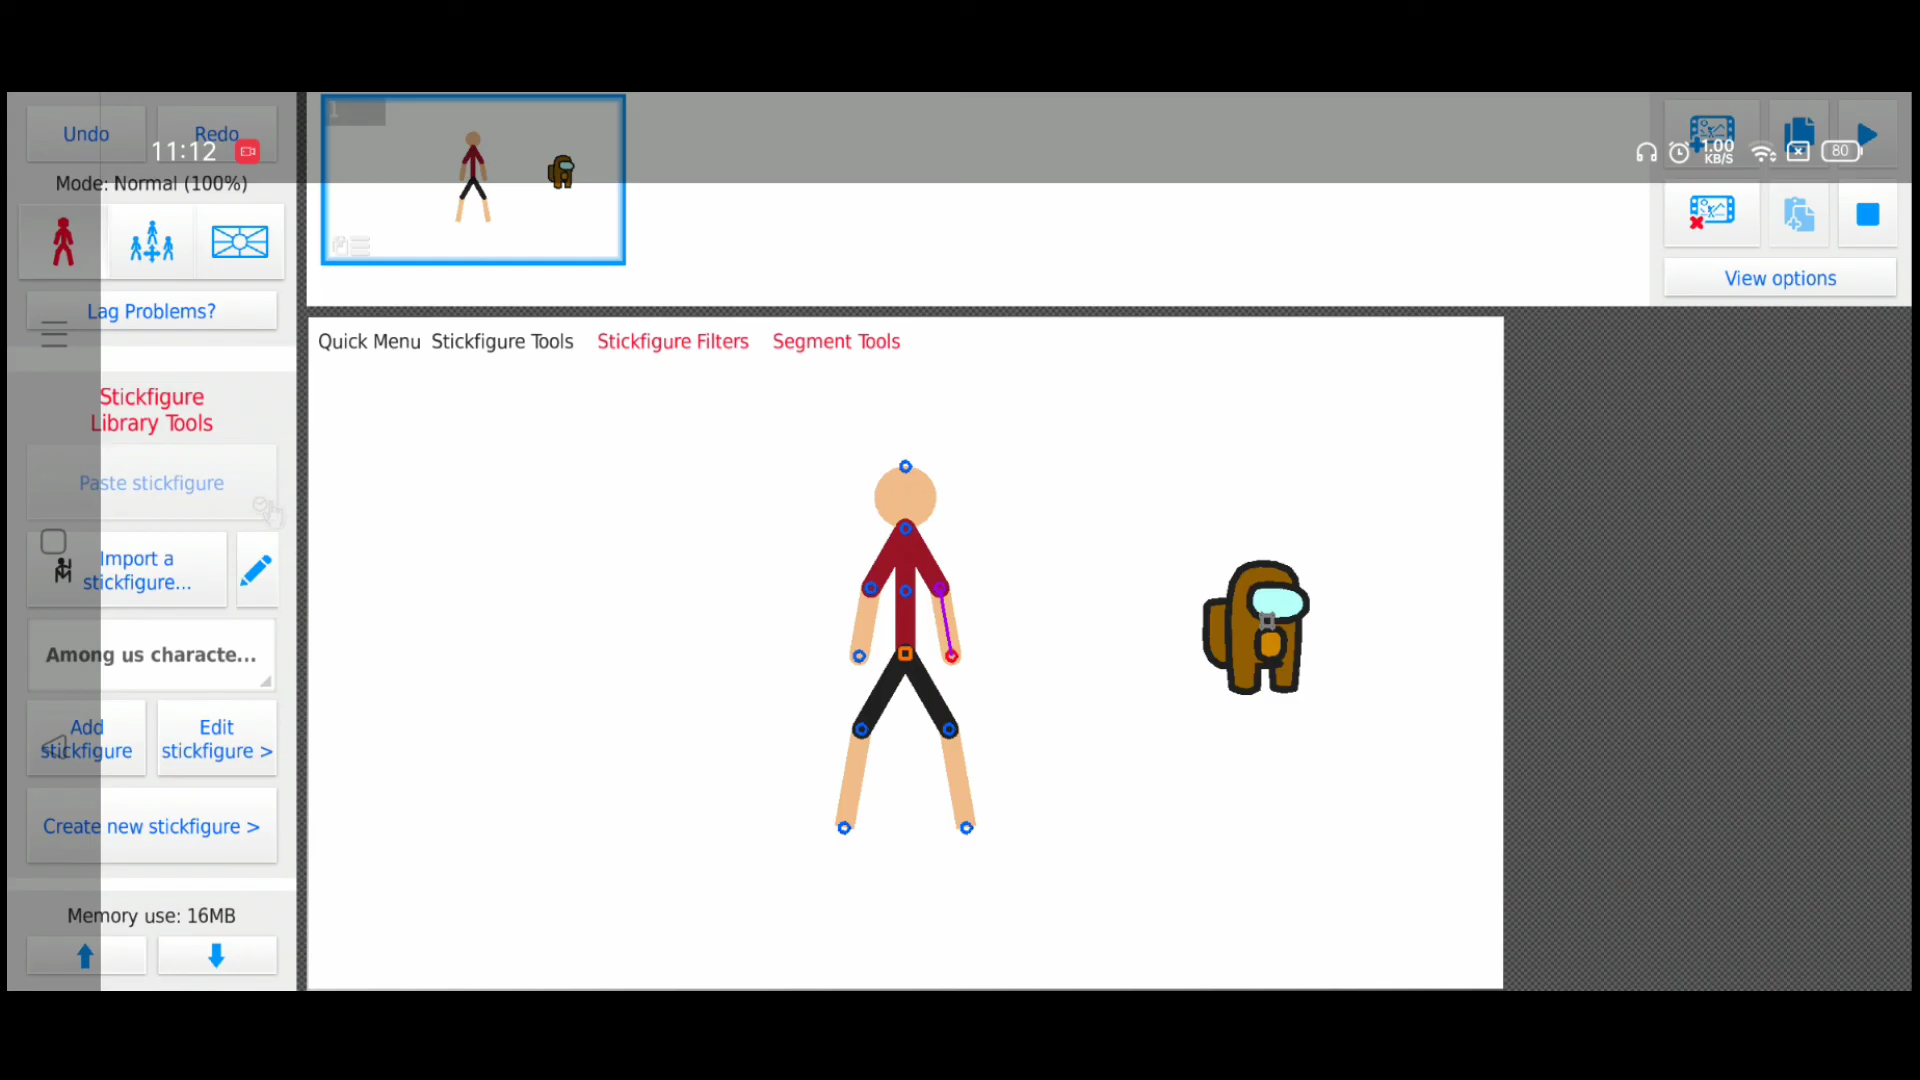 Undo
Redo
11:12
1
1.00
KB/S
80
Mode: Normal (100%)
Lag Problems?
View options
Quick Menu Stickfigure Tools Stickfigure Filters Segment Tools
Stickfigure
Library Tools
Paste stickfigure
Import a
stickfigure...
Among us characte...
Add
stickfigure
Edit
stickfigure >
Create new stickfigure >
Memory use: 16MB